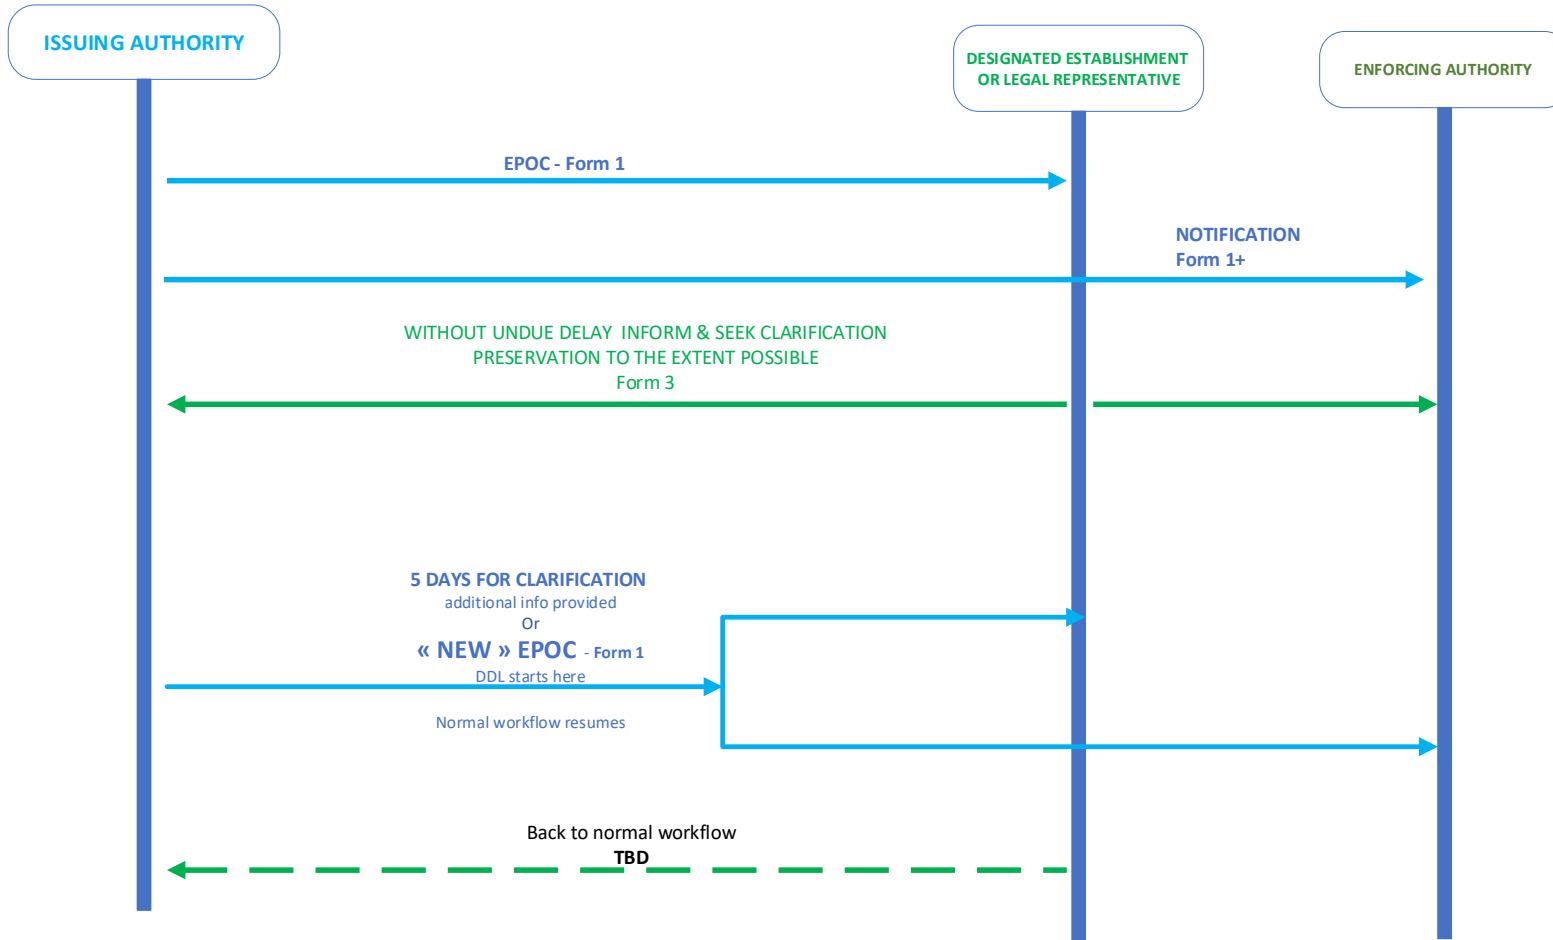 ISSUING AUTHORITY
DESIGNATED ESTABLISHMENT
OR LEGAL REPRESENTATIVE
ENFORCING AUTHORITY
EPOC - Form 1
NOTIFICATION
Form 1+
WITHOUT UNDUE DELAY INFORM & SEEK CLARIFICATION
PRESERVATION TO THE EXTENT POSSIBLE
Form 3
5 DAYS FOR CLARIFICATION
additional info provided
Or
« NEW » EPOC - Form 1
DDL starts here
Normal workflow resumes
Back to normal workflow
TBD